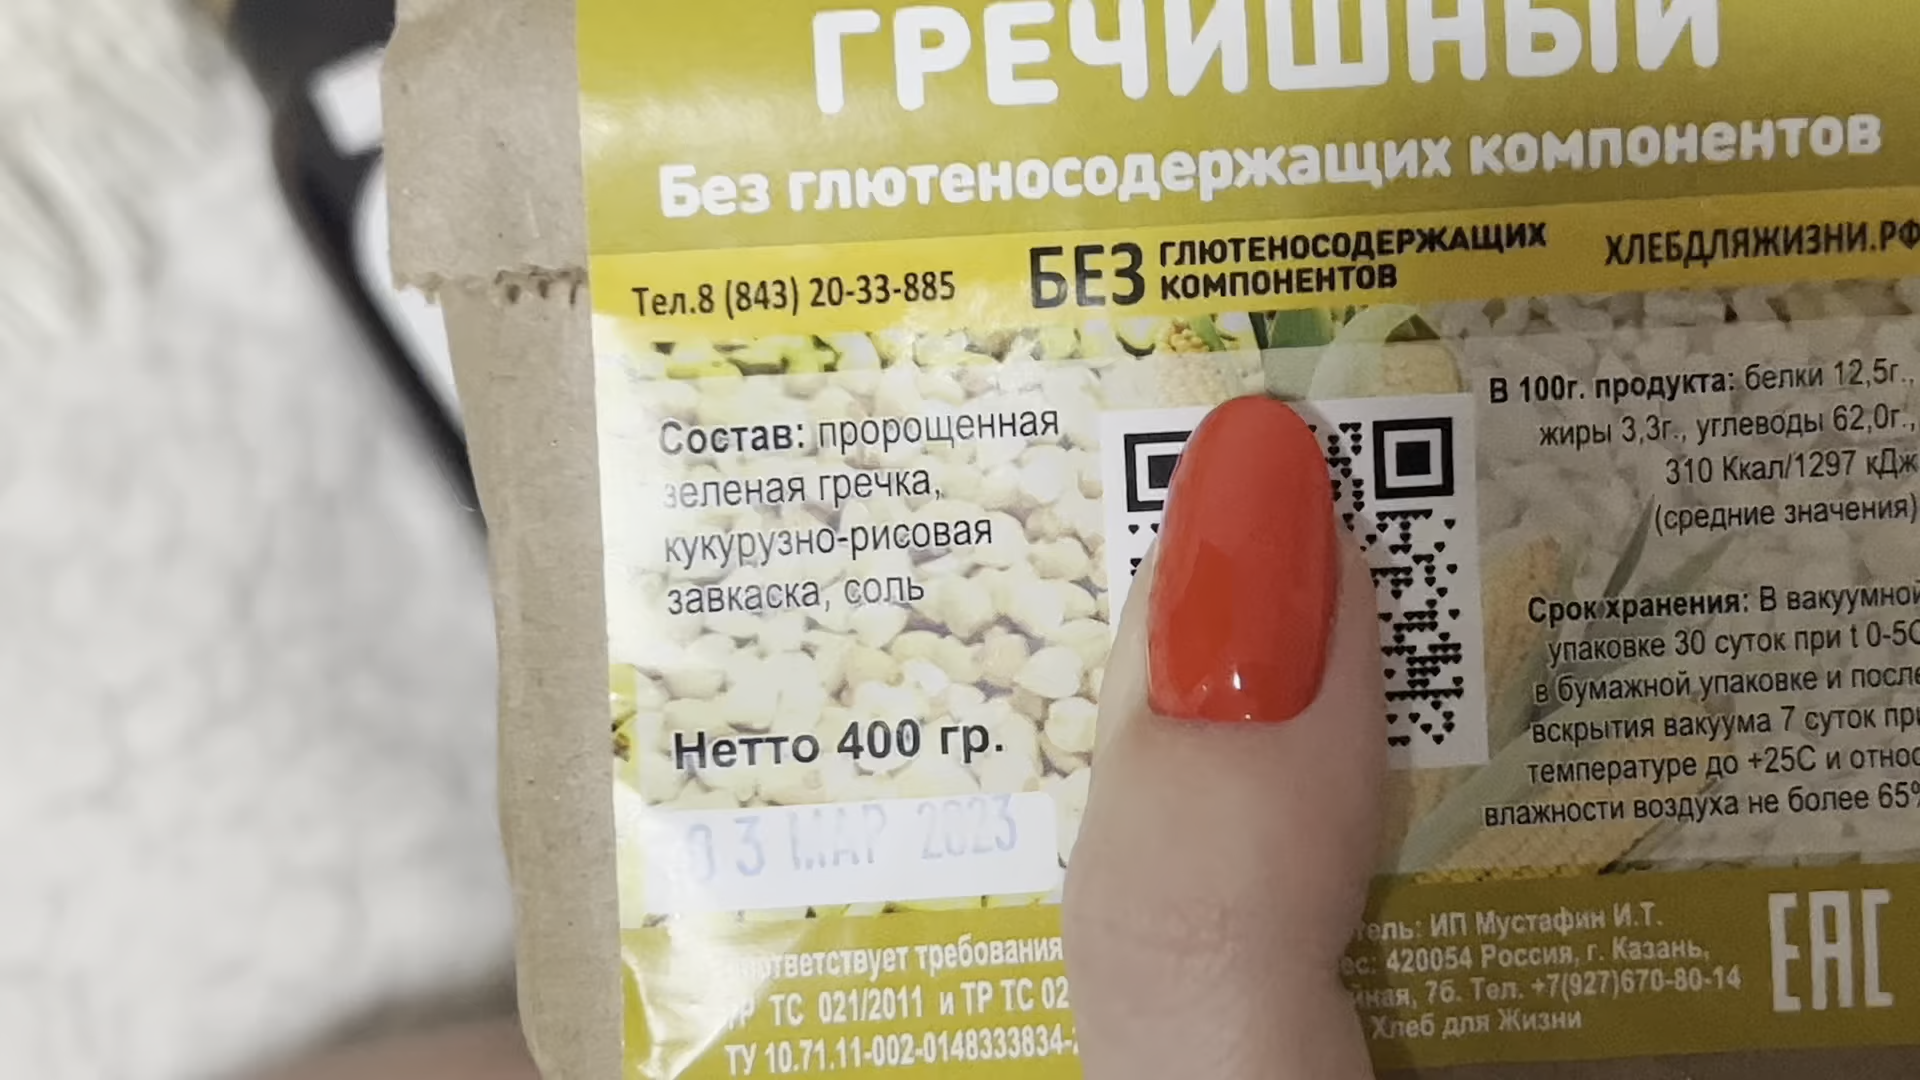 ГРЕЧИШНЫЙ
Без глютеносодержащих компонентов
Тел.8 (843) 20-33-885
БЕЗ ГЛЮТЕНОСОДЕРЖАЩИХ
КОМПОНЕНТОВ
ХЛЕБДЛЯЖИЗНИ.РФ
Состав: пророщенная
зеленая гречка,
кукурузно-рисовая
завкаска, соль
Нетто 400 гр.
03 МАР 2023
В 100г. продукта: белки 12,5г.,
жиры 3,3г., углеводы 62,0г.,
310 Ккал/1297 кДж
(средние значения)
Срок хранения: В вакуумной
упаковке 30 суток при t 0-5С
в бумажной упаковке и после
вскрытия вакуума 7 суток при
температуре до +25С и относ
влажности воздуха не более 65%
ответствует требования
ТР ТС 021/2011 и ТР ТС 02
ТУ 10.71.11-002-0148333834-
тель: ИП Мустафин И.Т.
ес: 420054 Россия, г. Казань,
йная, 7б. Тел. +7(927)670-80-14
Хлеб для Жизни
ЕАС